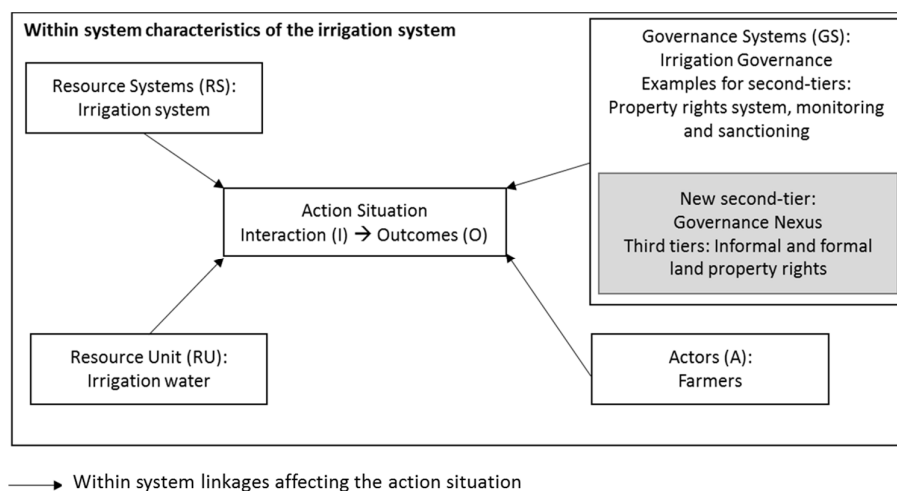 Within system characteristics of the irrigation system
Resource Systems (RS):
Irrigation system
Governance Systems (GS):
Irrigation Governance
Examples for second-tiers:
Property rights system, monitoring
and sanctioning
New second-tier:
Governance Nexus
Third tiers: Informal and formal
land property rights
Action Situation
Interaction (I) → Outcomes (O)
Resource Unit (RU):
Irrigation water
Actors (A):
Farmers
Within system linkages affecting the action situation